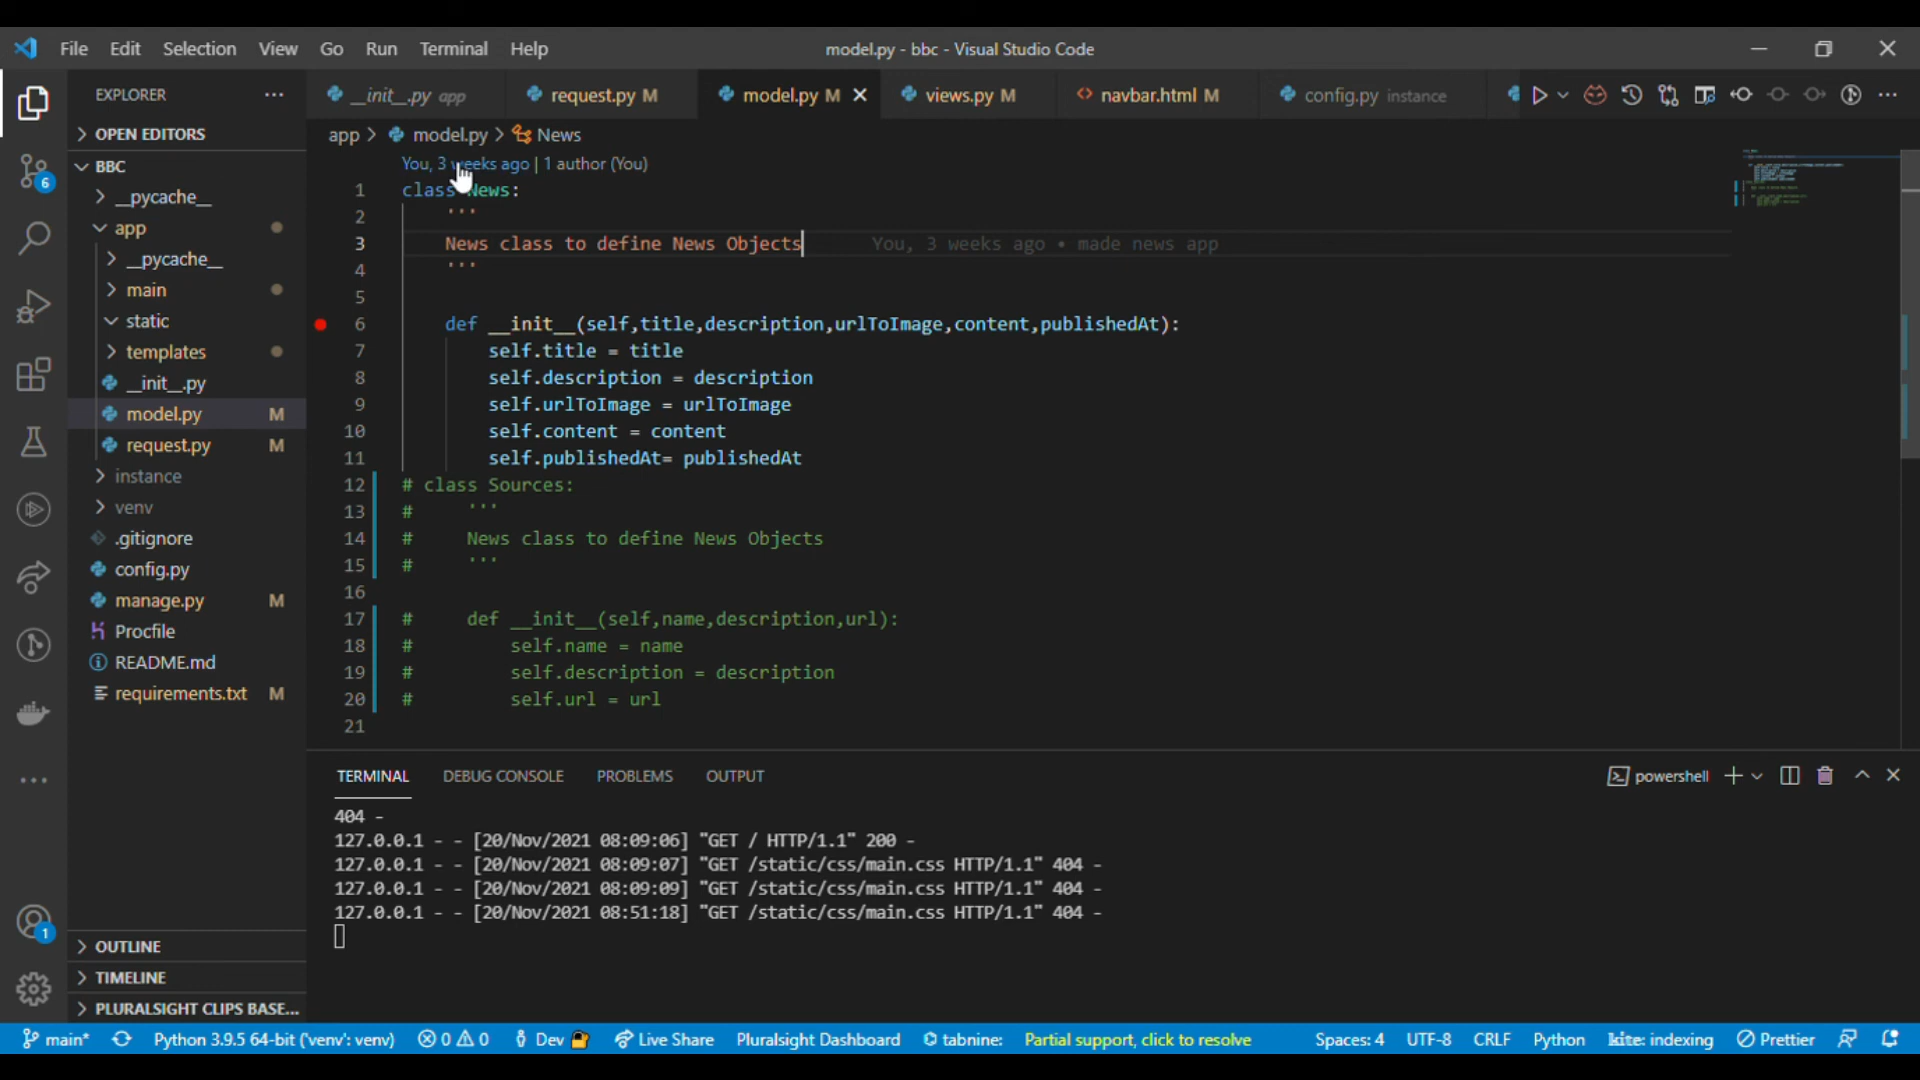 File Edit Selection View Go Run Terminal Help model.py - bbc - Visual Studio Code
EXPLORER
__init__.py app request.py M model.py M views.py M navbar.html M config.py instance
OPEN EDITORS
BBC
__pycache__
app
__pycache__
main
static
templates
__init__.py
model.py M
request.py M
instance
venv
.gitignore
config.py
manage.py M
Procfile
README.md
requirements.txt M
OUTLINE
TIMELINE
PLURALSIGHT CLIPS BASE...
6
1
app > model.py > News
You, 3 weeks ago | 1 author (You)
1 class News:
2 '''
3 News class to define News Objects You, 3 weeks ago • made news app
4 '''
5
6 def __init__(self,title,description,urlToImage,content,publishedAt):
7 self.title = title
8 self.description = description
9 self.urlToImage = urlToImage
10 self.content = content
11 self.publishedAt= publishedAt
12 # class Sources:
13 # '''
14 # News class to define News Objects
15 # '''
16
17 # def __init__(self,name,description,url):
18 # self.name = name
19 # self.description = description
20 # self.url = url
21
TERMINAL DEBUG CONSOLE PROBLEMS OUTPUT powershell
404 -
127.0.0.1 - - [20/Nov/2021 08:09:06] "GET / HTTP/1.1" 200 -
127.0.0.1 - - [20/Nov/2021 08:09:07] "GET /static/css/main.css HTTP/1.1" 404 -
127.0.0.1 - - [20/Nov/2021 08:09:09] "GET /static/css/main.css HTTP/1.1" 404 -
127.0.0.1 - - [20/Nov/2021 08:51:18] "GET /static/css/main.css HTTP/1.1" 404 -
main* Python 3.9.5 64-bit ('venv': venv) 0 0 Dev Live Share Pluralsight Dashboard tabnine: Partial support, click to resolve Spaces: 4 UTF-8 CRLF Python kite: indexing Prettier